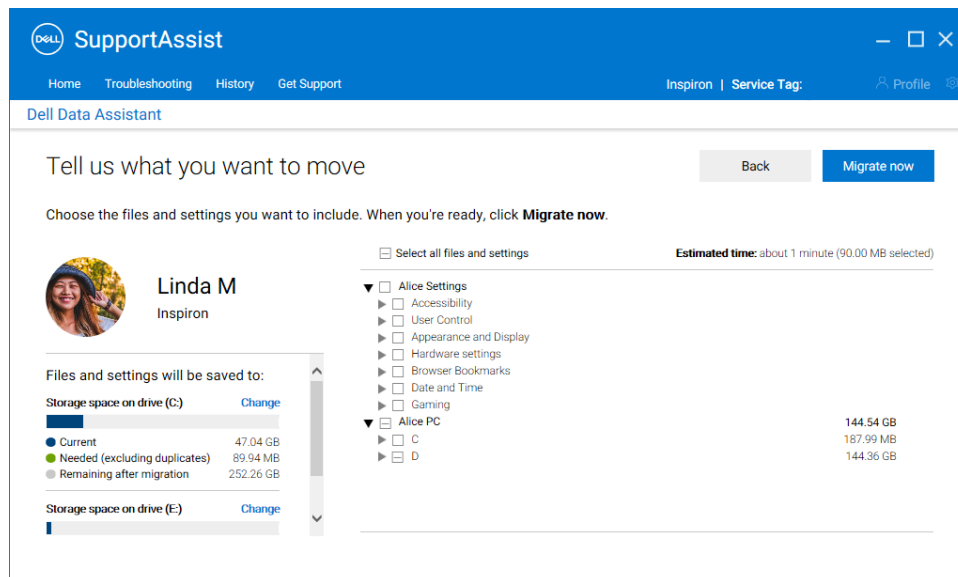 DELL SupportAssist
Home Troubleshooting History Get Support Inspiron | Service Tag: Profile
Dell Data Assistant
Tell us what you want to move Back Migrate now
Choose the files and settings you want to include. When you're ready, click Migrate now.
Select all files and settings Estimated time: about 1 minute (90.00 MB selected)
Linda M
Inspiron
Files and settings will be saved to:
Storage space on drive (C:) Change
Current 47.04 GB
Needed (excluding duplicates) 89.94 MB
Remaining after migration 252.26 GB
Storage space on drive (E:) Change
Alice Settings
Accessibility
User Control
Appearance and Display
Hardware settings
Browser Bookmarks
Date and Time
Gaming
Alice PC 144.54 GB
C 187.99 MB
D 144.36 GB